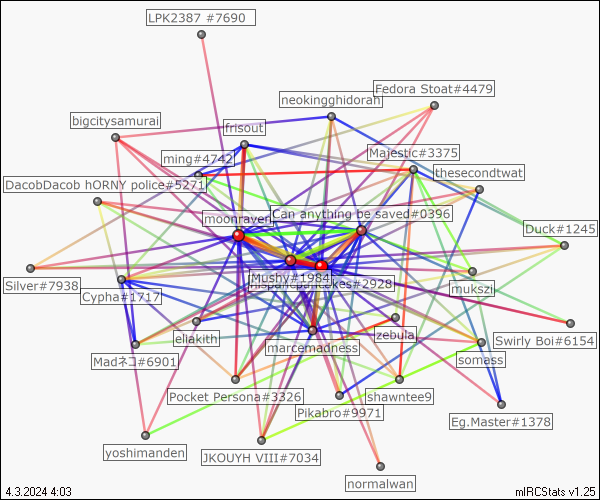 LPK2387 #7690
Fedora Stoat#4479
neokingghidorah
bigcitysamurai
frisout
Majestic#3375
ming#4742
thesecondtwat
DacobDacob hORNY police#5271
Can anything be saved#0396
moonraven
Duck#1245
Mushy#1984
#2928
mukszi
Silver#7938
Cypha#1717
eliakith
zebula
Swirly Boi#6154
marcemadness
Madネコ#6901
somass
Pocket Persona#3326
shawntee9
Pikabro#9971
Eg.Master#1378
yoshimanden
JKOUYH VIII#7034
normalwan
4.3.2024 4:03
mIRCStats v1.25